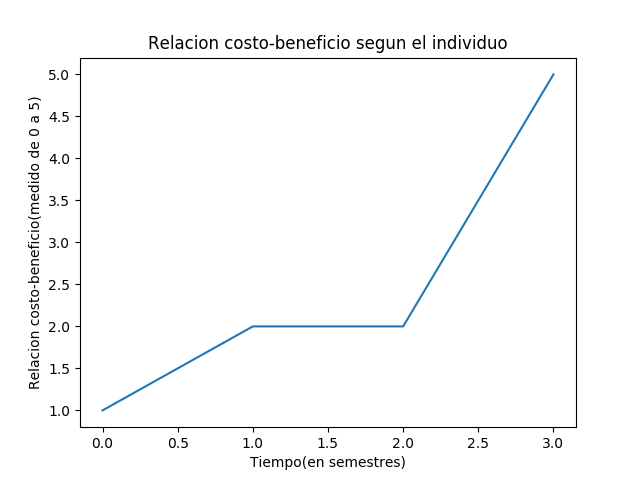 Relacion costo-beneficio segun el individuo
Relacion costo-beneficio(medido de 0 a 5)
5.0
4.5
4.0
3.5
3.0
2.5
2.0
1.5
1.0
0.0 0.5 1.0 1.5 2.0 2.5 3.0
Tiempo(en semestres)